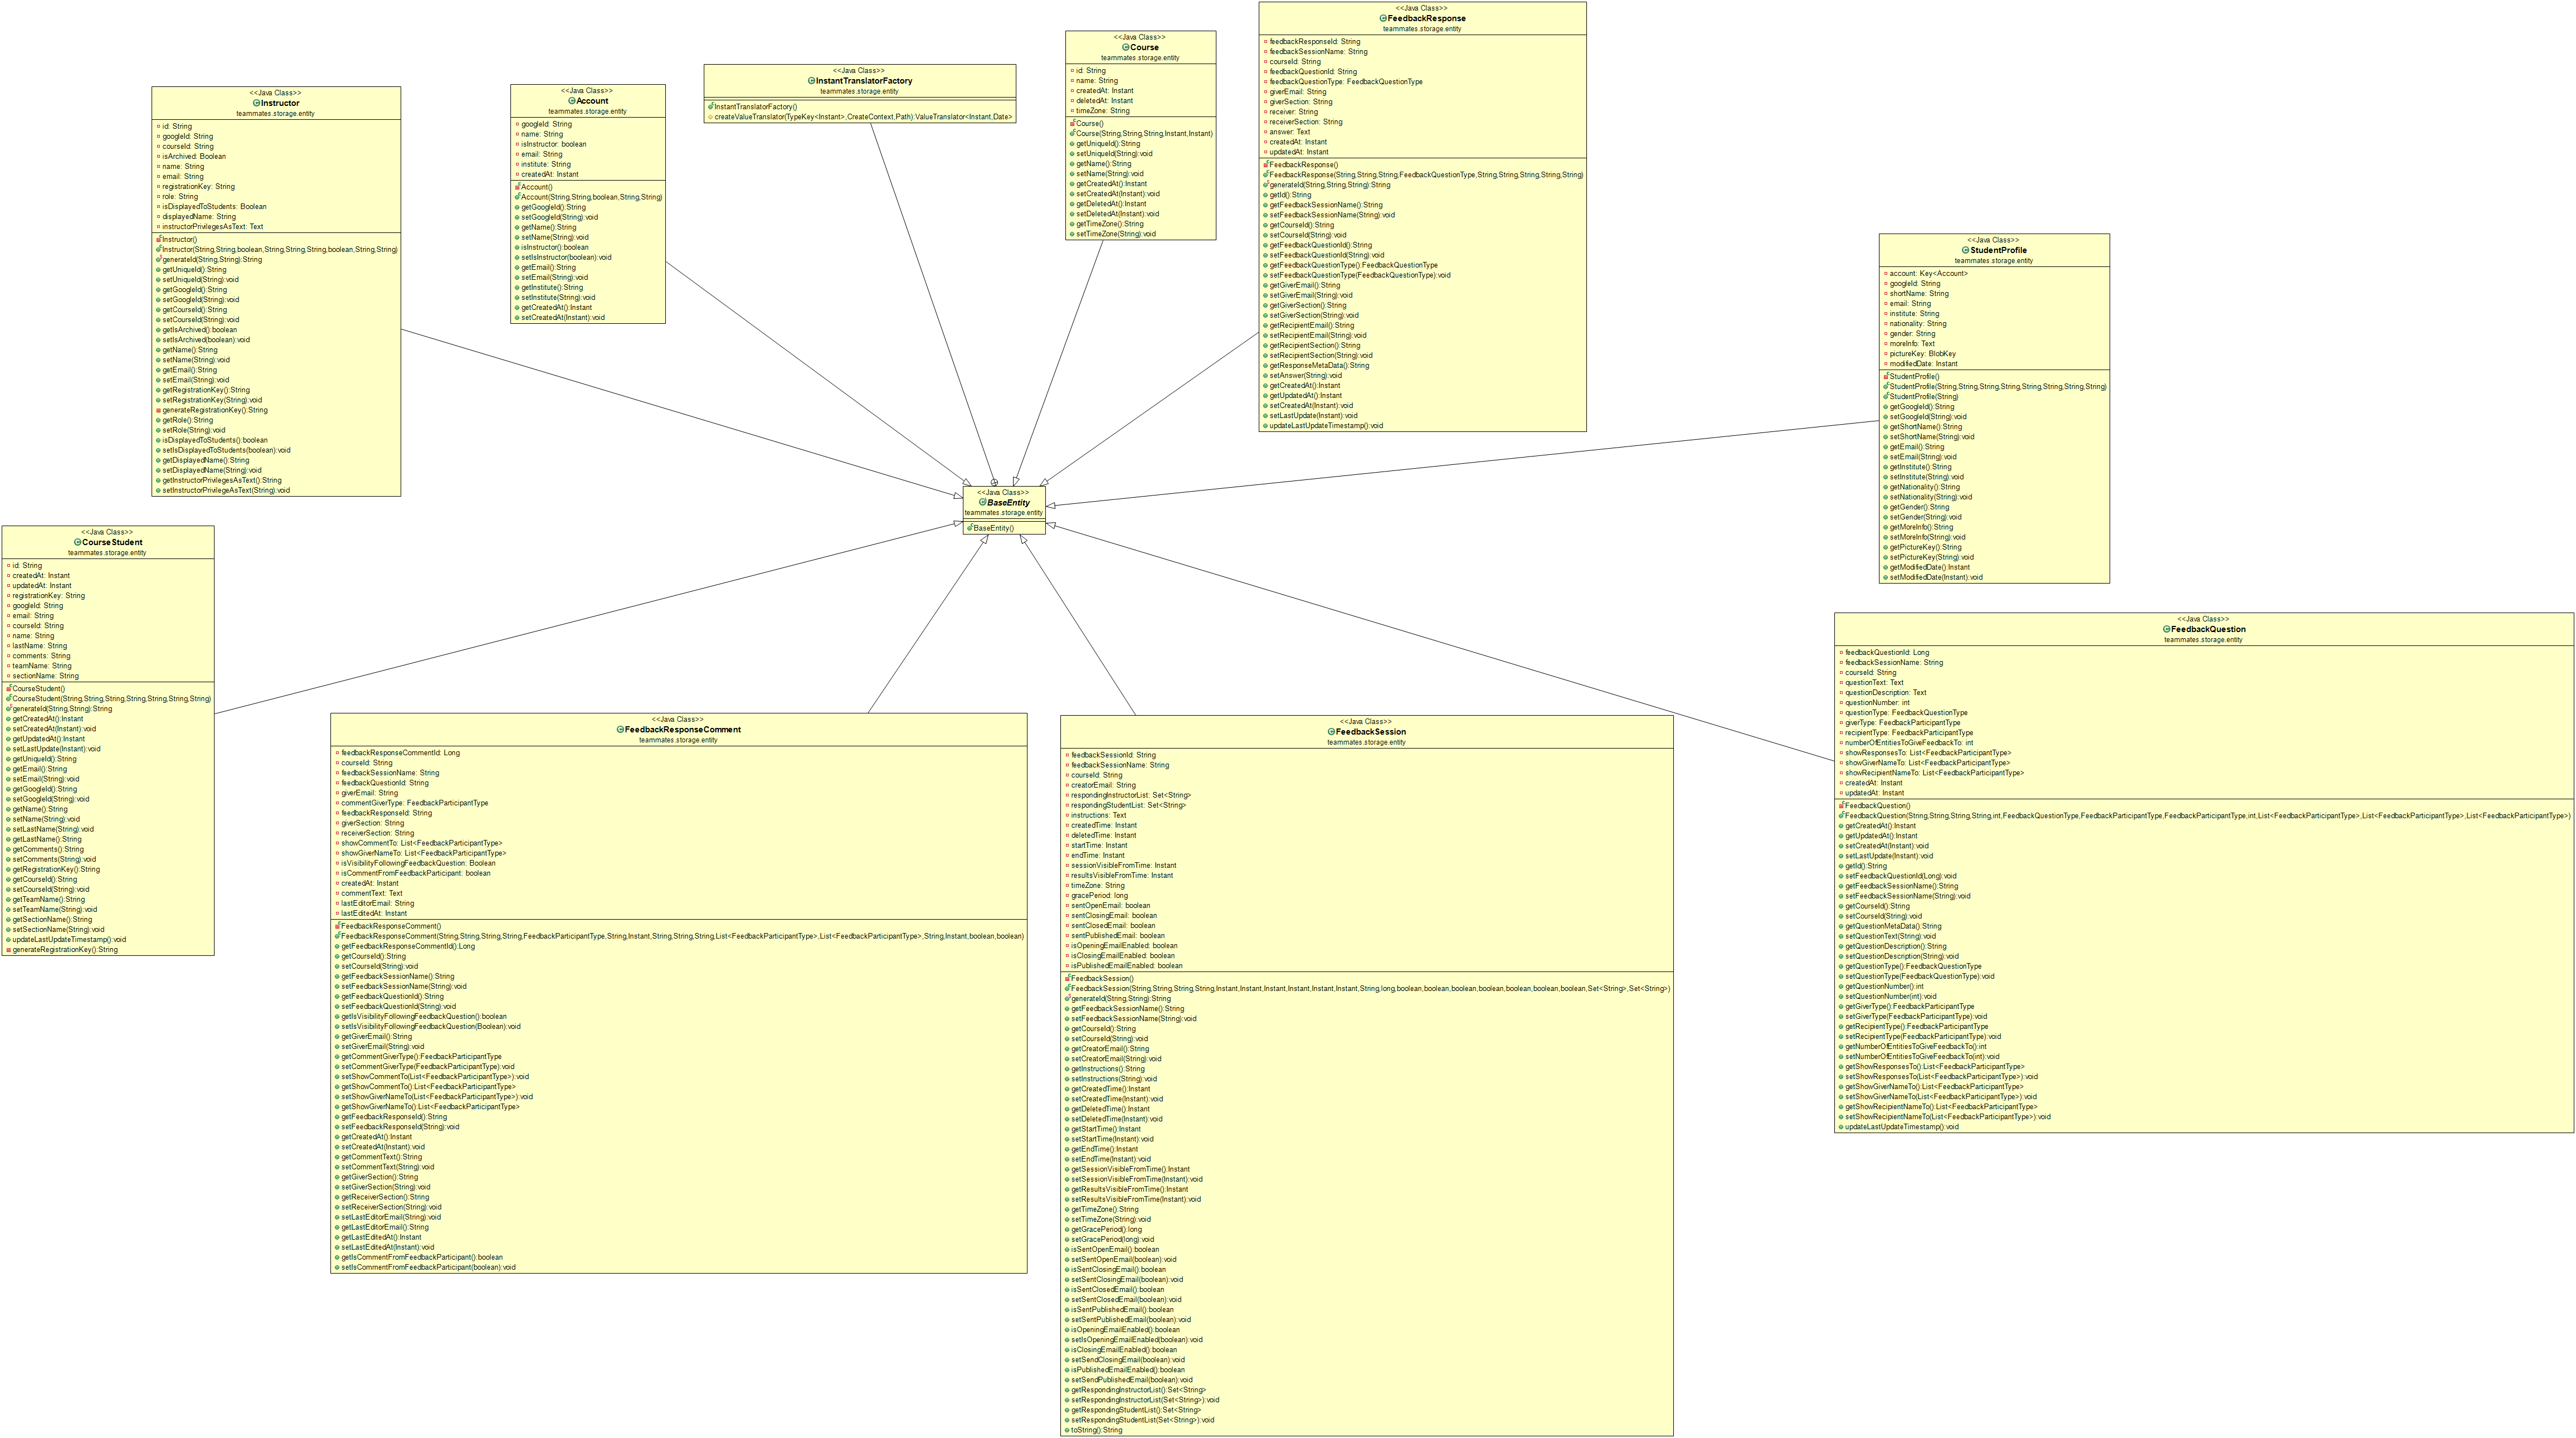 <<Java Class>>
Instructor
teammates.storage.entity
id: String
googleId: String
courseId: String
isArchived: Boolean
name: String
email: String
registrationKey: String
role: String
isDisplayedToStudents: Boolean
displayedName: String
instructorPrivilegesAsText: Text
Instructor()
Instructor(String,String,boolean,String,String,String,boolean,String,String)
generateId(String,String):String
getUniqueId():String
setUniqueId(String):void
getGoogleId():String
setGoogleId(String):void
getCourseId():String
setCourseId(String):void
getIsArchived():boolean
setIsArchived(boolean):void
getName():String
setName(String):void
getEmail():String
setEmail(String):void
getRegistrationKey():String
setRegistrationKey(String):void
generateRegistrationKey():String
getRole():String
setRole(String):void
isDisplayedToStudents():boolean
setIsDisplayedToStudents(boolean):void
getDisplayedName():String
setDisplayedName(String):void
getInstructorPrivilegesAsText():String
setInstructorPrivilegeAsText(String):void
<<Java Class>>
Account
teammates.storage.entity
googleId: String
name: String
isInstructor: boolean
email: String
institute: String
createdAt: Instant
Account()
Account(String,String,boolean,String,String)
getGoogleId():String
setGoogleId(String):void
getName():String
setName(String):void
isInstructor():boolean
setIsInstructor(boolean):void
getEmail():String
setEmail(String):void
getInstitute():String
setInstitute(String):void
getCreatedAt():Instant
setCreatedAt(Instant):void
<<Java Class>>
InstantTranslatorFactory
teammates.storage.entity
InstantTranslatorFactory()
createValueTranslator(TypeKey<Instant>,CreateContext,Path):ValueTranslator<Instant,Date>
<<Java Class>>
Course
teammates.storage.entity
id: String
name: String
createdAt: Instant
deletedAt: Instant
timeZone: String
Course()
Course(String,String,String,Instant,Instant)
getUniqueId():String
setUniqueId(String):void
getName():String
setName(String):void
getCreatedAt():Instant
setCreatedAt(Instant):void
getDeletedAt():Instant
setDeletedAt(Instant):void
getTimeZone():String
setTimeZone(String):void
<<Java Class>>
FeedbackResponse
teammates.storage.entity
feedbackResponseId: String
feedbackSessionName: String
courseId: String
feedbackQuestionId: String
feedbackQuestionType: FeedbackQuestionType
giverEmail: String
giverSection: String
receiver: String
receiverSection: String
answer: Text
createdAt: Instant
updatedAt: Instant
FeedbackResponse()
FeedbackResponse(String,String,String,FeedbackQuestionType,String,String,String,String,String)
generateId(String,String,String):String
getId():String
getFeedbackSessionName():String
setFeedbackSessionName(String):void
getCourseId():String
setCourseId(String):void
getFeedbackQuestionId():String
setFeedbackQuestionId(String):void
getFeedbackQuestionType():FeedbackQuestionType
setFeedbackQuestionType(FeedbackQuestionType):void
getGiverEmail():String
setGiverEmail(String):void
getGiverSection():String
setGiverSection(String):void
getRecipientEmail():String
setRecipientEmail(String):void
getRecipientSection():String
setRecipientSection(String):void
getResponseMetaData():String
setAnswer(String):void
getCreatedAt():Instant
getUpdatedAt():Instant
setCreatedAt(Instant):void
setLastUpdate(Instant):void
updateLastUpdateTimestamp():void
<<Java Class>>
StudentProfile
teammates.storage.entity
account: Key<Account>
googleId: String
shortName: String
email: String
institute: String
nationality: String
gender: String
moreInfo: Text
pictureKey: BlobKey
modifiedDate: Instant
StudentProfile()
StudentProfile(String,String,String,String,String,String,String,String)
StudentProfile(String)
getGoogleId():String
setGoogleId(String):void
getShortName():String
setShortName(String):void
getEmail():String
setEmail(String):void
getInstitute():String
setInstitute(String):void
getNationality():String
setNationality(String):void
getGender():String
setGender(String):void
getMoreInfo():String
setMoreInfo(String):void
getPictureKey():String
setPictureKey(String):void
getModifiedDate():Instant
setModifiedDate(Instant):void
<<Java Class>>
BaseEntity
teammates.storage.entity
BaseEntity()
<<Java Class>>
CourseStudent
teammates.storage.entity
id: String
createdAt: Instant
updatedAt: Instant
registrationKey: String
googleId: String
email: String
courseId: String
name: String
lastName: String
comments: String
teamName: String
sectionName: String
CourseStudent()
CourseStudent(String,String,String,String,String,String,String)
generateId(String,String):String
getCreatedAt():Instant
setCreatedAt(Instant):void
getUpdatedAt():Instant
setLastUpdate(Instant):void
getUniqueId():String
getEmail():String
setEmail(String):void
getGoogleId():String
setGoogleId(String):void
getName():String
setName(String):void
setLastName(String):void
getLastName():String
getComments():String
setComments(String):void
getRegistrationKey():String
getCourseId():String
setCourseId(String):void
getTeamName():String
setTeamName(String):void
getSectionName():String
setSectionName(String):void
updateLastUpdateTimestamp():void
generateRegistrationKey():String
<<Java Class>>
FeedbackResponseComment
teammates.storage.entity
feedbackResponseCommentId: Long
courseId: String
feedbackSessionName: String
feedbackQuestionId: String
giverEmail: String
commentGiverType: FeedbackParticipantType
feedbackResponseId: String
giverSection: String
receiverSection: String
showCommentTo: List<FeedbackParticipantType>
showGiverNameTo: List<FeedbackParticipantType>
isVisibilityFollowingFeedbackQuestion: Boolean
isCommentFromFeedbackParticipant: boolean
createdAt: Instant
commentText: Text
lastEditorEmail: String
lastEditedAt: Instant
FeedbackResponseComment()
FeedbackResponseComment(String,String,String,String,FeedbackParticipantType,String,Instant,String,String,String,List<FeedbackParticipantType>,List<FeedbackParticipantType>,String,Instant,boolean,boolean)
getFeedbackResponseCommentId():Long
getCourseId():String
setCourseId(String):void
getFeedbackSessionName():String
setFeedbackSessionName(String):void
getFeedbackQuestionId():String
setFeedbackQuestionId(String):void
getIsVisibilityFollowingFeedbackQuestion():boolean
setIsVisibilityFollowingFeedbackQuestion(Boolean):void
getGiverEmail():String
setGiverEmail(String):void
getCommentGiverType():FeedbackParticipantType
setCommentGiverType(FeedbackParticipantType):void
setShowCommentTo(List<FeedbackParticipantType>):void
getShowCommentTo():List<FeedbackParticipantType>
setShowGiverNameTo(List<FeedbackParticipantType>):void
getShowGiverNameTo():List<FeedbackParticipantType>
getFeedbackResponseId():String
setFeedbackResponseId(String):void
getCreatedAt():Instant
setCreatedAt(Instant):void
getCommentText():String
setCommentText(String):void
getGiverSection():String
setGiverSection(String):void
getReceiverSection():String
setReceiverSection(String):void
setLastEditorEmail(String):void
getLastEditorEmail():String
getLastEditedAt():Instant
setLastEditedAt(Instant):void
getIsCommentFromFeedbackParticipant():boolean
setIsCommentFromFeedbackParticipant(boolean):void
<<Java Class>>
FeedbackSession
teammates.storage.entity
feedbackSessionId: String
feedbackSessionName: String
courseId: String
creatorEmail: String
respondingInstructorList: Set<String>
respondingStudentList: Set<String>
instructions: Text
createdTime: Instant
deletedTime: Instant
startTime: Instant
endTime: Instant
sessionVisibleFromTime: Instant
resultsVisibleFromTime: Instant
timeZone: String
gracePeriod: long
sentOpenEmail: boolean
sentClosingEmail: boolean
sentClosedEmail: boolean
sentPublishedEmail: boolean
isOpeningEmailEnabled: boolean
isClosingEmailEnabled: boolean
isPublishedEmailEnabled: boolean
FeedbackSession()
FeedbackSession(String,String,String,String,Instant,Instant,Instant,Instant,Instant,Instant,String,long,boolean,boolean,boolean,boolean,boolean,boolean,boolean,Set<String>,Set<String>)
generateId(String,String):String
getFeedbackSessionName():String
setFeedbackSessionName(String):void
getCourseId():String
setCourseId(String):void
getCreatorEmail():String
setCreatorEmail(String):void
getInstructions():String
setInstructions(String):void
getCreatedTime():Instant
setCreatedTime(Instant):void
getDeletedTime():Instant
setDeletedTime(Instant):void
getStartTime():Instant
setStartTime(Instant):void
getEndTime():Instant
setEndTime(Instant):void
getSessionVisibleFromTime():Instant
setSessionVisibleFromTime(Instant):void
getResultsVisibleFromTime():Instant
setResultsVisibleFromTime(Instant):void
getTimeZone():String
setTimeZone(String):void
getGracePeriod():long
setGracePeriod(long):void
isSentOpenEmail():boolean
setSentOpenEmail(boolean):void
isSentClosingEmail():boolean
setSentClosingEmail(boolean):void
isSentClosedEmail():boolean
setSentClosedEmail(boolean):void
isSentPublishedEmail():boolean
setSentPublishedEmail(boolean):void
isOpeningEmailEnabled():boolean
setIsOpeningEmailEnabled(boolean):void
isClosingEmailEnabled():boolean
setSendClosingEmail(boolean):void
isPublishedEmailEnabled():boolean
setSendPublishedEmail(boolean):void
getRespondingInstructorList():Set<String>
setRespondingInstructorList(Set<String>):void
getRespondingStudentList():Set<String>
setRespondingStudentList(Set<String>):void
toString():String
<<Java Class>>
FeedbackQuestion
teammates.storage.entity
feedbackQuestionId: Long
feedbackSessionName: String
courseId: String
questionText: Text
questionDescription: Text
questionNumber: int
questionType: FeedbackQuestionType
giverType: FeedbackParticipantType
recipientType: FeedbackParticipantType
numberOfEntitiesToGiveFeedbackTo: int
showResponsesTo: List<FeedbackParticipantType>
showGiverNameTo: List<FeedbackParticipantType>
showRecipientNameTo: List<FeedbackParticipantType>
createdAt: Instant
updatedAt: Instant
FeedbackQuestion()
FeedbackQuestion(String,String,String,String,int,FeedbackQuestionType,FeedbackParticipantType,FeedbackParticipantType,int,List<FeedbackParticipantType>,List<FeedbackParticipantType>,List<FeedbackParticipantType>)
getCreatedAt():Instant
getUpdatedAt():Instant
setCreatedAt(Instant):void
setLastUpdate(Instant):void
getId():String
setFeedbackQuestionId(Long):void
getFeedbackSessionName():String
setFeedbackSessionName(String):void
getCourseId():String
setCourseId(String):void
getQuestionMetaData():String
setQuestionText(String):void
getQuestionDescription():String
setQuestionDescription(String):void
getQuestionType():FeedbackQuestionType
setQuestionType(FeedbackQuestionType):void
getQuestionNumber():int
setQuestionNumber(int):void
getGiverType():FeedbackParticipantType
setGiverType(FeedbackParticipantType):void
getRecipientType():FeedbackParticipantType
setRecipientType(FeedbackParticipantType):void
getNumberOfEntitiesToGiveFeedbackTo():int
setNumberOfEntitiesToGiveFeedbackTo(int):void
getShowResponsesTo():List<FeedbackParticipantType>
setShowResponsesTo(List<FeedbackParticipantType>):void
getShowGiverNameTo():List<FeedbackParticipantType>
setShowGiverNameTo(List<FeedbackParticipantType>):void
getShowRecipientNameTo():List<FeedbackParticipantType>
setShowRecipientNameTo(List<FeedbackParticipantType>):void
updateLastUpdateTimestamp():void